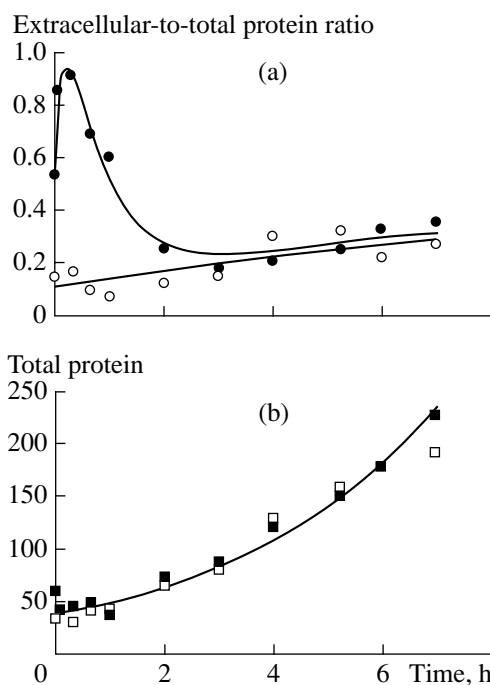 Extracellular-to-total protein ratio
(a)
1.0
0.8
0.6
0.4
0.2
0
Total protein
(b)
250
200
150
100
50
0 2 4 6 Time, h